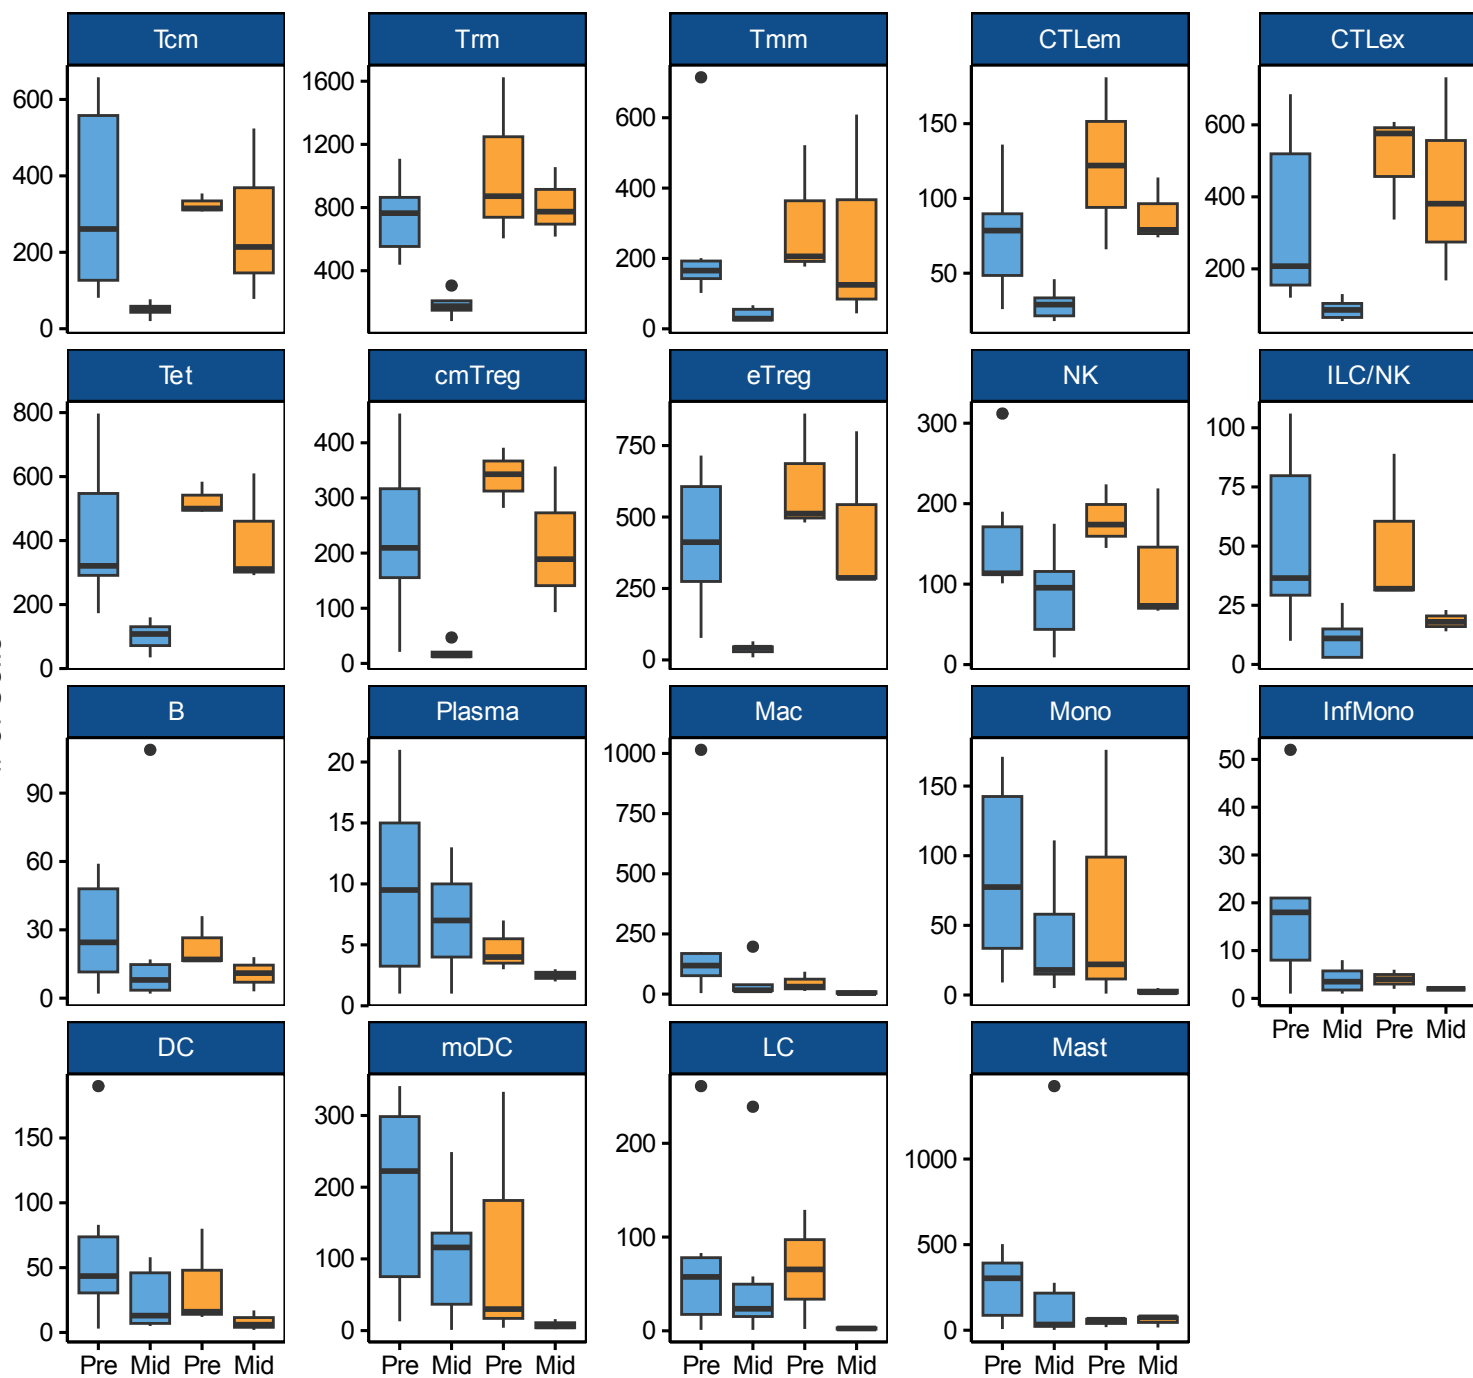 Tcm Trm Tmm CTLem CTLex
600 400 200 0
1600 1200 800 400
600 400 200 0
150 100 50
600 400 200
Tet cmTreg eTreg NK ILC/NK
800 600 400 200 0
400 300 200 100 0
750 500 250 0
300 200 100 0
100 75 50 25 0
B Plasma Mac Mono InfMono
90 60 30 0
20 15 10 5 0
1000 750 500 250 0
150 100 50 0
50 40 30 20 10 0
Pre Mid Pre Mid
DC moDC LC Mast
150 100 50 0
300 200 100 0
200 100 0
1000 500 0
Pre Mid Pre Mid Pre Mid Pre Mid Pre Mid Pre Mid Pre Mid Pre Mid